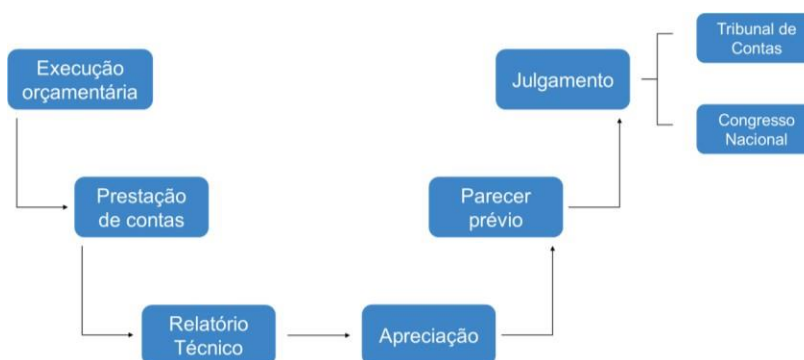 Execução
orçamentária
Prestação
de contas
Relatório
Técnico
Apreciação
Parecer
prévio
Julgamento
Tribunal de
Contas
Congresso
Nacional